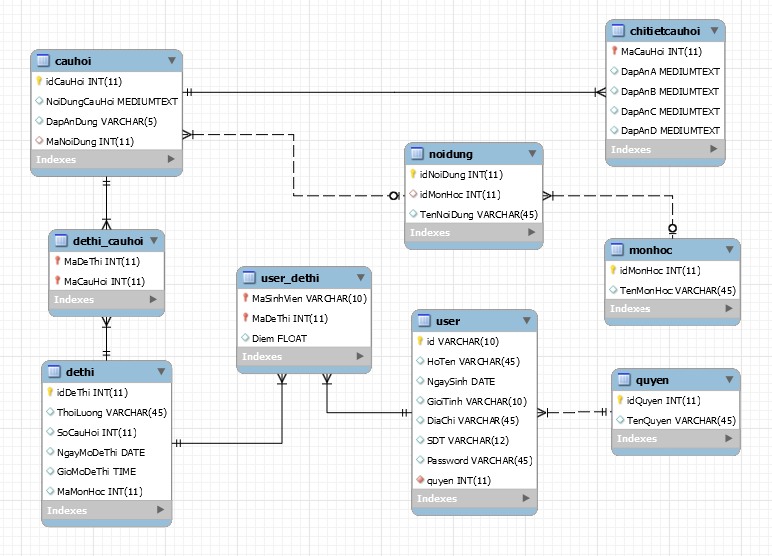 cauhoi
idCauHoi INT(11)
NoiDungCauHoi MEDIUMTEXT
DapAnDung VARCHAR(5)
MaNoiDung INT(11)
Indexes
chitietcauhoi
MaCauHoi INT(11)
DapAnA MEDIUMTEXT
DapAnB MEDIUMTEXT
DapAnC MEDIUMTEXT
DapAnD MEDIUMTEXT
Indexes
noidung
idNoiDung INT(11)
idMonHoc INT(11)
TenNoiDung VARCHAR(45)
Indexes
dethi_cauhoi
MaDeThi INT(11)
MaCauHoi INT(11)
Indexes
monhoc
idMonHoc INT(11)
TenMonHoc VARCHAR(45)
Indexes
user_dethi
MaSinhVien VARCHAR(10)
MaDeThi INT(11)
Diem FLOAT
Indexes
user
id VARCHAR(10)
HoTen VARCHAR(45)
NgaySinh DATE
GioiTinh VARCHAR(10)
DiaChi VARCHAR(45)
SDT VARCHAR(12)
Password VARCHAR(45)
quyen INT(11)
Indexes
dethi
idDeThi INT(11)
ThoiLuong VARCHAR(45)
SoCauHoi INT(11)
NgayMoDeThi DATE
GioMoDeThi TIME
MaMonHoc INT(11)
Indexes
quyen
idQuyen INT(11)
TenQuyen VARCHAR(45)
Indexes